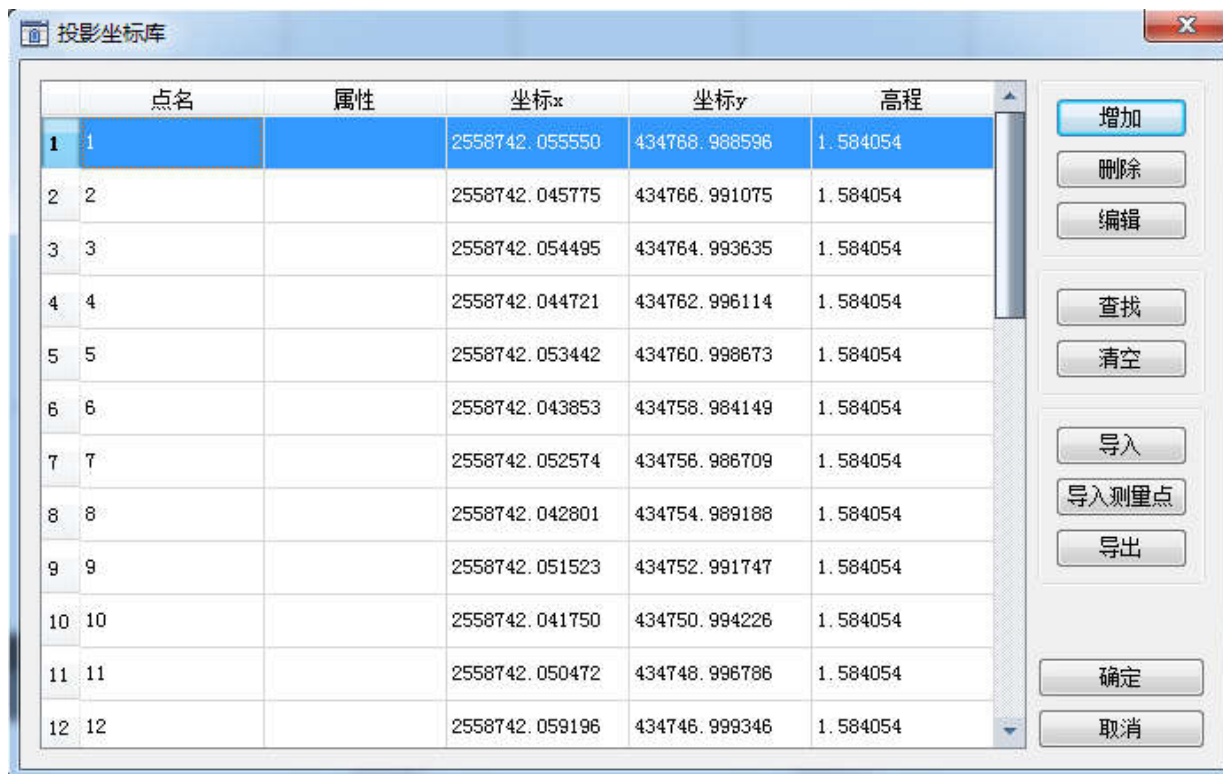 投影坐标库
点名 属性 坐标x 坐标y 高程
1 1 2558742.055550 434768.988596 1.584054
2 2 2558742.045775 434766.991075 1.584054
3 3 2558742.054495 434764.993635 1.584054
4 4 2558742.044721 434762.996114 1.584054
5 5 2558742.053442 434760.998673 1.584054
6 6 2558742.043853 434758.984149 1.584054
7 7 2558742.052574 434756.986709 1.584054
8 8 2558742.042801 434754.989188 1.584054
9 9 2558742.051523 434752.991747 1.584054
10 10 2558742.041750 434750.994226 1.584054
11 11 2558742.050472 434748.996786 1.584054
12 12 2558742.059196 434746.999346 1.584054
增加
删除
编辑
查找
清空
导入
导入测量点
导出
确定
取消